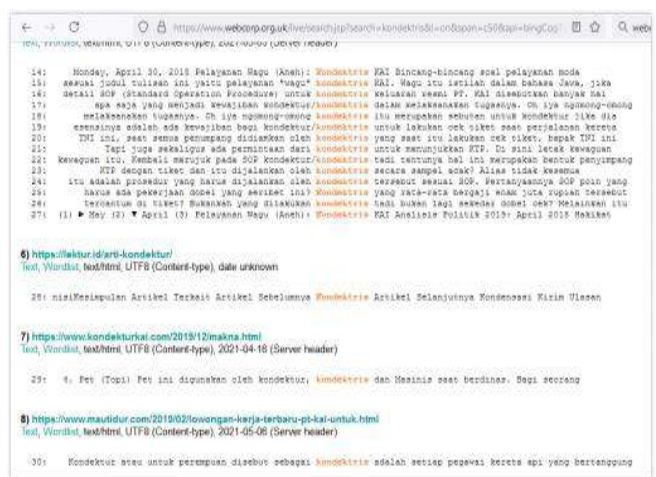 https://www.webcorp.org.uk/live/search.jsp?search=kondektris&l=on&span=c50&api=bingCog
Text, Wordlist, text/html, UTF8 (Content-type), 2021-05-05 (Server header)
14: Monday, April 30, 2018 Pelayanan Wagu (Aneh): Kondektris KAI Bincang-bincang soal pelayanan moda
15: sesuai judul tulisan ini yaitu pelayanan "wagu" kondektris KAI. Wagu itu istilah dalam bahasa Jawa, jika
16: detail SOP (Standard Operation Procedure) untuk kondektris keluaran resmi PT. KAI disebutkan banyak hal
17: apa saja yang menjadi kewajiban kondektur/kondektris dalam melaksanakan tugasnya. Oh iya ngomong-omong
18: melaksanakan tugasnya. Oh iya ngomong-omong kondektris itu merupakan sebutan untuk kondektur jika dia
19: esensinya adalah ada kewajiban bagi kondektur/kondektris untuk lakukan cek tiket saat perjalanan kereta
20: TNI ini, saat semua penumpang didiamkan oleh kondektris yang saat itu lakukan cek tiket, bapak TNI ini
21: Tapi juga sekaligus ada permintaan dari kondektris untuk menunjukkan KTP. Di sini letak kewaguan
22: kewaguan itu. Kembali merujuk pada SOP kondektur/kondektris tadi tentunya hal ini merupakan bentuk penyimpang
23: KTP dengan tiket dan itu dijalankan oleh kondektris secara sampel acak? Alias tidak kesemua
24: itu adalah prosedur yang harus dijalankan oleh kondektris tersebut sesuai SOP. Pertanyaannya SOP poin yang
25: harus ada pekerjaan dobel yang seribet ini? Kondektris yang rata-rata bergaji enam juta rupiah tersebut
26: tercantum di tiket? Bukankah yang dilakukan kondektris tadi bukan lagi sekedar dobel cek? Melainkan itu
27: (1) ► May (2) ▼ April (3) Pelayanan Wagu (Aneh): Kondektris KAI Analisis Politik 2019: April 2018 Hakikat
6) https://lektur.id/arti-kondektur/
Text, Wordlist, text/html, UTF8 (Content-type), date unknown
28: nisiKesimpulan Artikel Terkait Artikel Sebelumnya Kondektris Artikel Selanjutnya Kondensasi Kirim Ulasan
7) https://www.kondekturkai.com/2019/12/makna.html
Text, Wordlist, text/html, UTF8 (Content-type), 2021-04-16 (Server header)
29: 4. Pet (Topi) Pet ini digunakan oleh kondektur, kondektris dan Masinis saat berdinas. Bagi seorang
8) https://www.mautidur.com/2019/02/lowongan-kerja-terbaru-pt-kai-untuk.html
Text, Wordlist, text/html, UTF8 (Content-type), 2021-05-06 (Server header)
30: Kondektur atau untuk perempuan disebut sebagai kondektris adalah setiap pegawai kereta api yang bertanggung